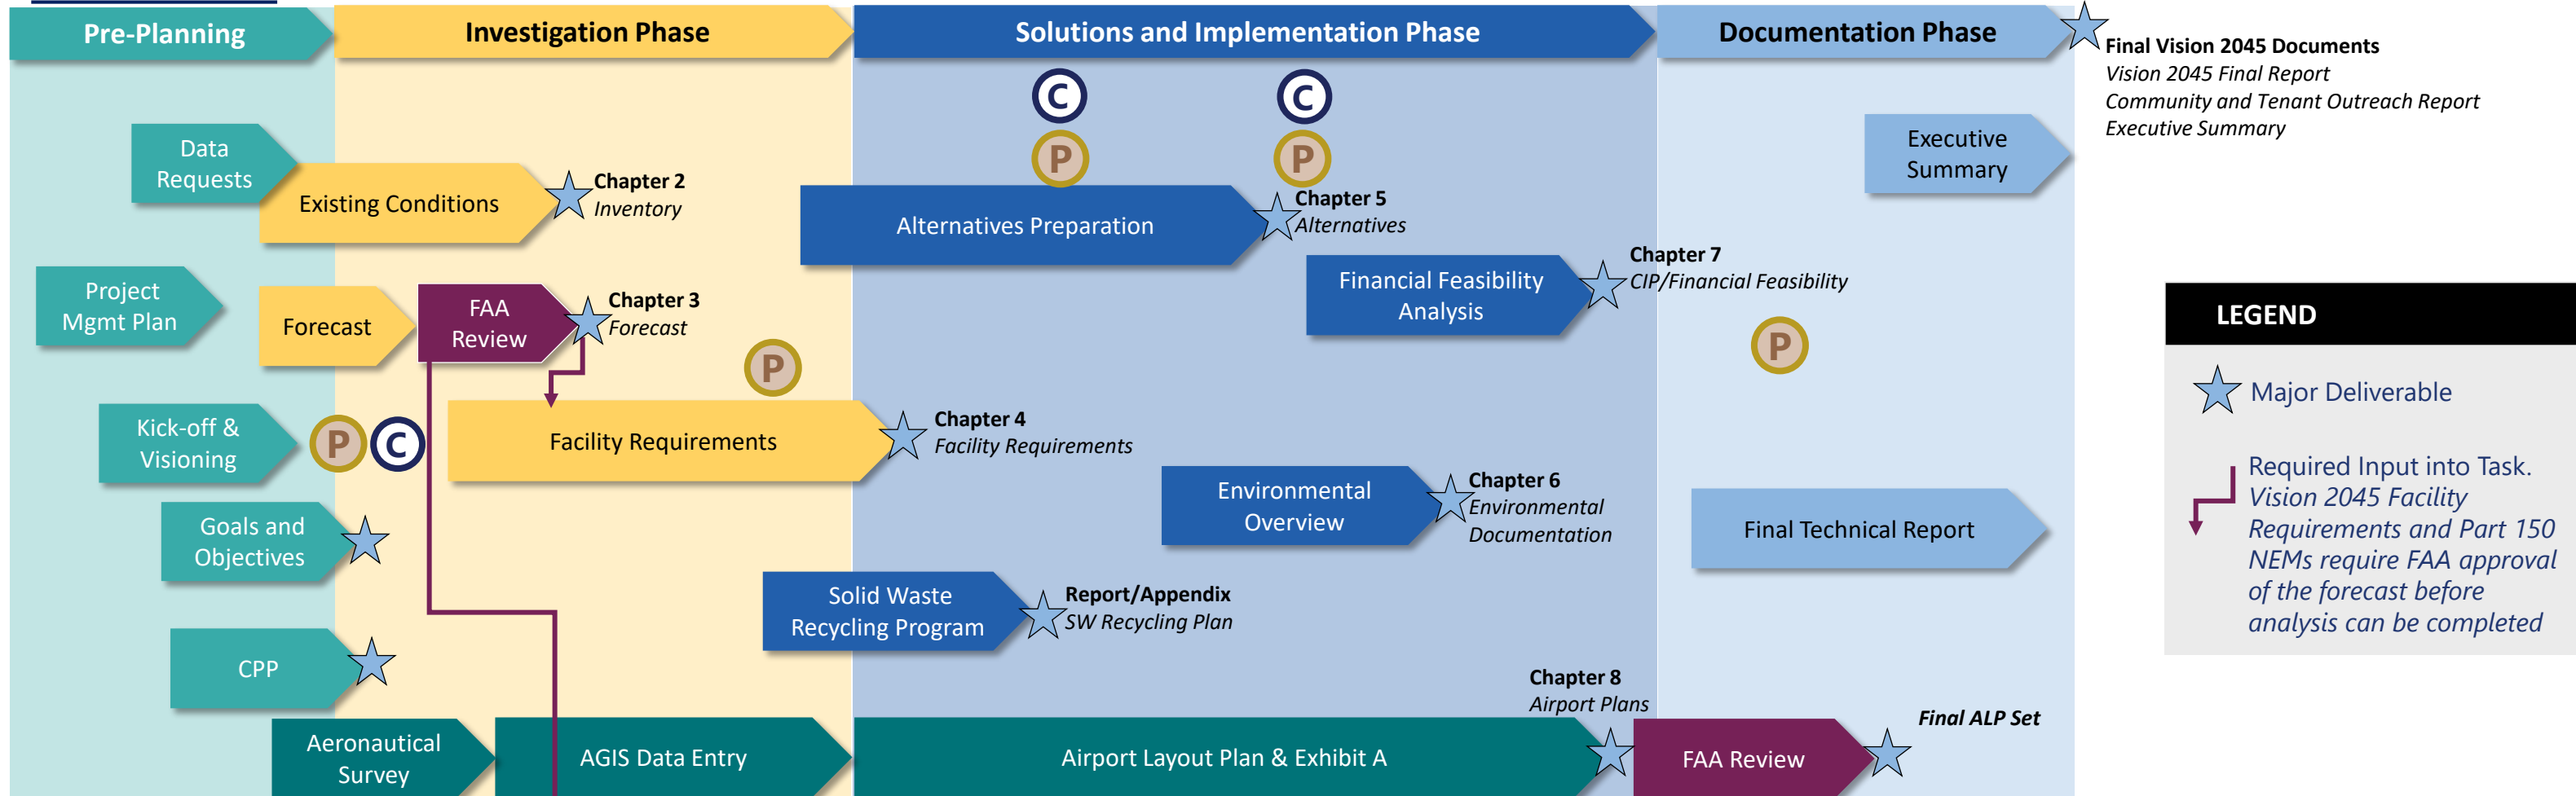 Pre-Planning
Investigation Phase
Solutions and Implementation Phase
Documentation Phase
Final Vision 2045 Documents
Vision 2045 Final Report
Community and Tenant Outreach Report
Executive Summary
C
C
P
P
Data
Requests
Existing Conditions
Chapter 2
Inventory
Alternatives Preparation
Chapter 5
Alternatives
Executive
Summary
Project
Mgmt Plan
Forecast
FAA
Review
Chapter 3
Forecast
P
Financial Feasibility
Analysis
Chapter 7
CIP/Financial Feasibility
P
Kick-off &
Visioning
P
C
Facility Requirements
Chapter 4
Facility Requirements
Goals and
Objectives
Environmental
Overview
Chapter 6
Environmental
Documentation
Final Technical Report
Solid Waste
Recycling Program
Report/Appendix
SW Recycling Plan
CPP
Aeronautical
Survey
AGIS Data Entry
Airport Layout Plan & Exhibit A
Chapter 8
Airport Plans
FAA Review
Final ALP Set
LEGEND
Major Deliverable
Required Input into Task.
Vision 2045 Facility
Requirements and Part 150
NEMs require FAA approval
of the forecast before
analysis can be completed